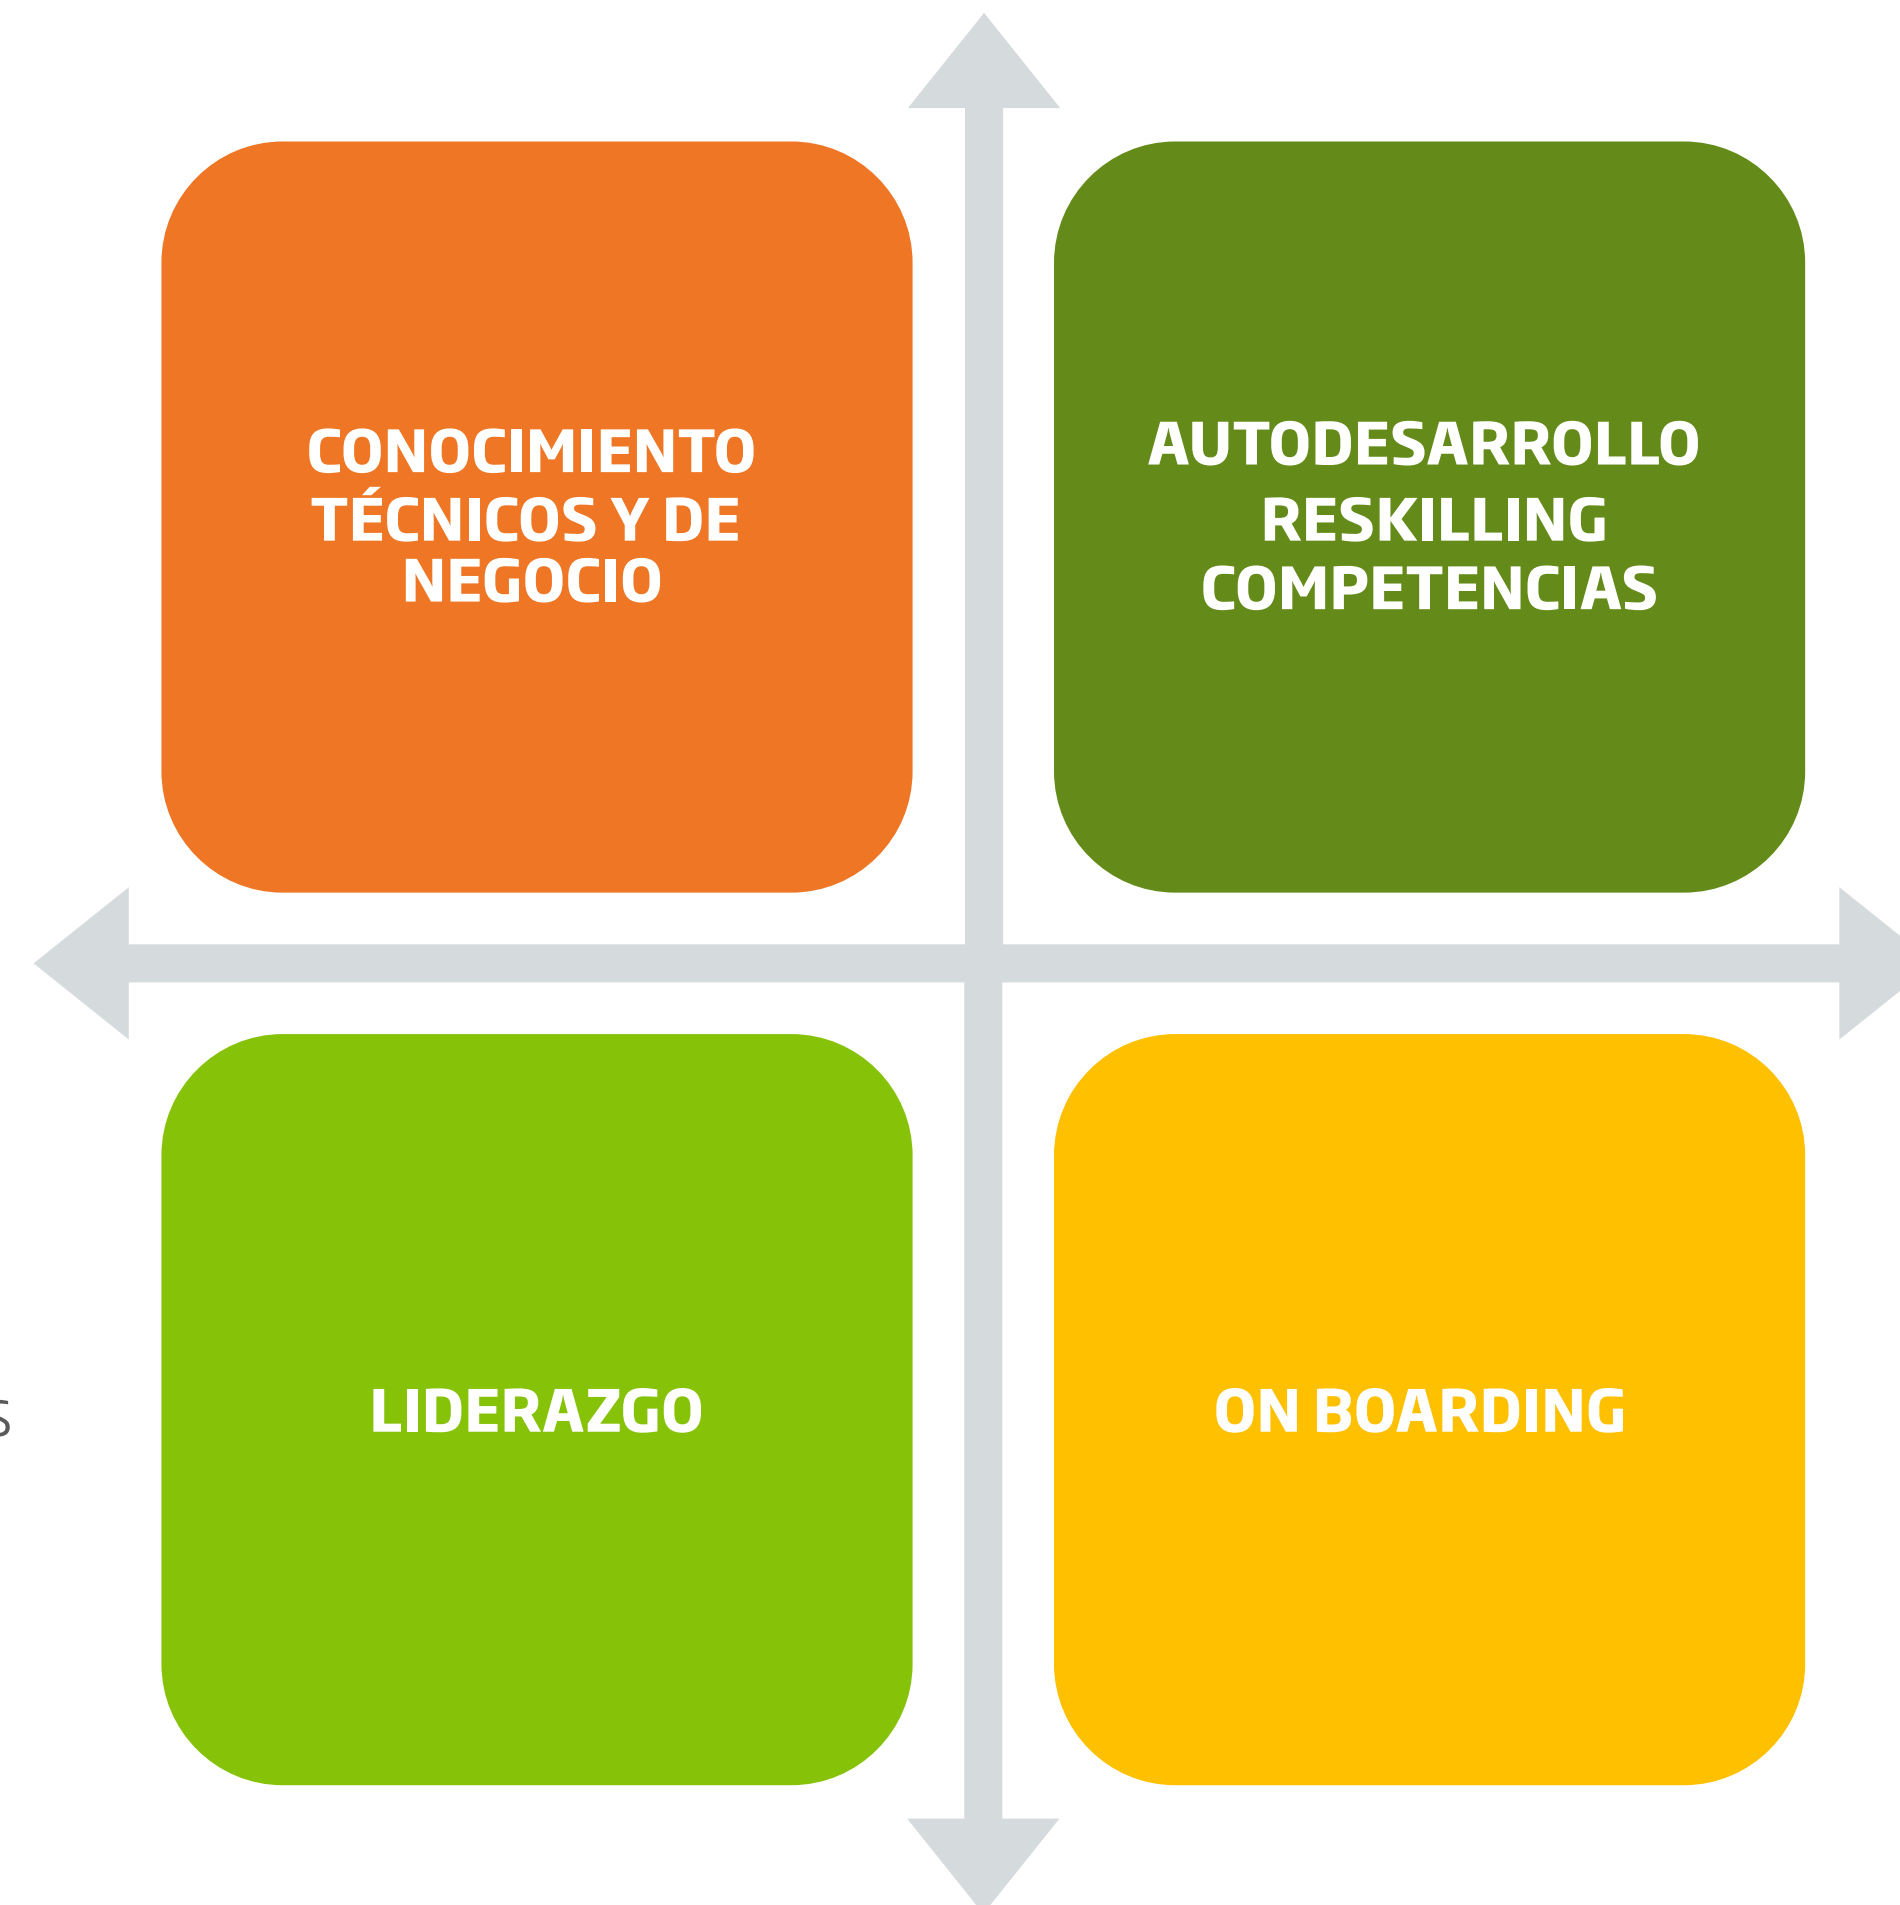 CONOCIMIENTO
TÉCNICOS Y DE
NEGOCIO
AUTODESARROLLO
RESKILLING
COMPETENCIAS
LIDERAZGO
ON BOARDING